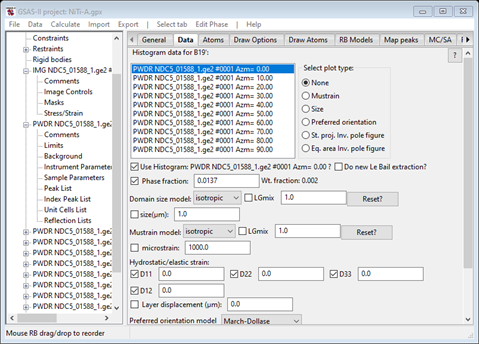 GSAS-II project: NiTi-A.gpx
File Data Calculate Import Export | Select tab Edit Phase | Help
Constraints
Restraints
Rigid bodies
IMG NDC5_01588_1.ge2 #
Comments
Image Controls
Masks
Stress/Strain
PWDR NDC5_01588_1.ge2
Comments
Limits
Background
Instrument Parameters
Sample Parameters
Peak List
Index Peak List
Unit Cells List
Reflection Lists
PWDR NDC5_01588_1.ge2
PWDR NDC5_01588_1.ge2
PWDR NDC5_01588_1.ge2
PWDR NDC5_01588_1.ge2
PWDR NDC5_01588_1.ge2
PWDR NDC5_01588_1.ge2
General Data Atoms Draw Options Draw Atoms RB Models Map peaks MC/SA
Histogram data for B19':
?
PWDR NDC5_01588_1.ge2 #0001 Azm= 0.00
PWDR NDC5_01588_1.ge2 #0001 Azm= 10.00
PWDR NDC5_01588_1.ge2 #0001 Azm= 20.00
PWDR NDC5_01588_1.ge2 #0001 Azm= 30.00
PWDR NDC5_01588_1.ge2 #0001 Azm= 40.00
PWDR NDC5_01588_1.ge2 #0001 Azm= 50.00
PWDR NDC5_01588_1.ge2 #0001 Azm= 60.00
PWDR NDC5_01588_1.ge2 #0001 Azm= 70.00
PWDR NDC5_01588_1.ge2 #0001 Azm= 80.00
PWDR NDC5_01588_1.ge2 #0001 Azm= 90.00
Select plot type:
None
Mustrain
Size
Preferred orientation
St. proj. Inv. pole figure
Eq. area Inv. pole figure
Use Histogram: PWDR NDC5_01588_1.ge2 #0001 Azm= 0.00 ? Do new Le Bail extraction?
Phase fraction: 0.0137 Wt. fraction: 0.002
Domain size model: isotropic LGmix 1.0 Reset?
size(μm): 1.0
Mustrain model: isotropic LGmix 1.0 Reset?
microstrain: 1000.0
Hydrostatic/elastic strain:
D11 0.0 D22 0.0 D33 0.0
D12 0.0
Layer displacement (μm): 0.0
Preferred orientation model March-Dollase
Mouse RB drag/drop to reorder